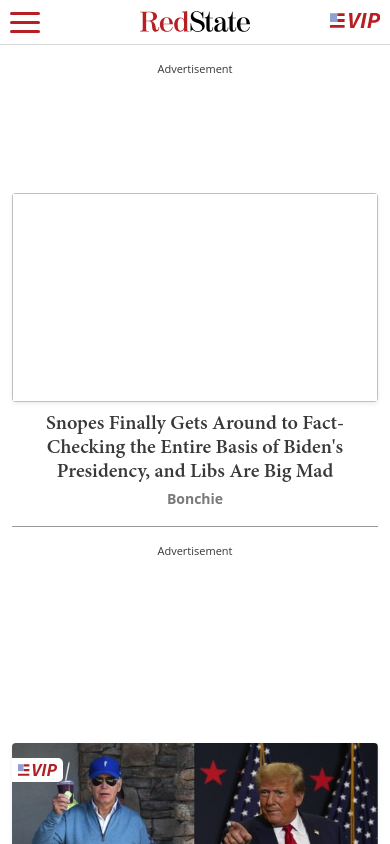 RedState
VIP
Advertisement
Snopes Finally Gets Around to Fact-
Checking the Entire Basis of Biden's
Presidency, and Libs Are Big Mad
Bonchie
Advertisement
VIP